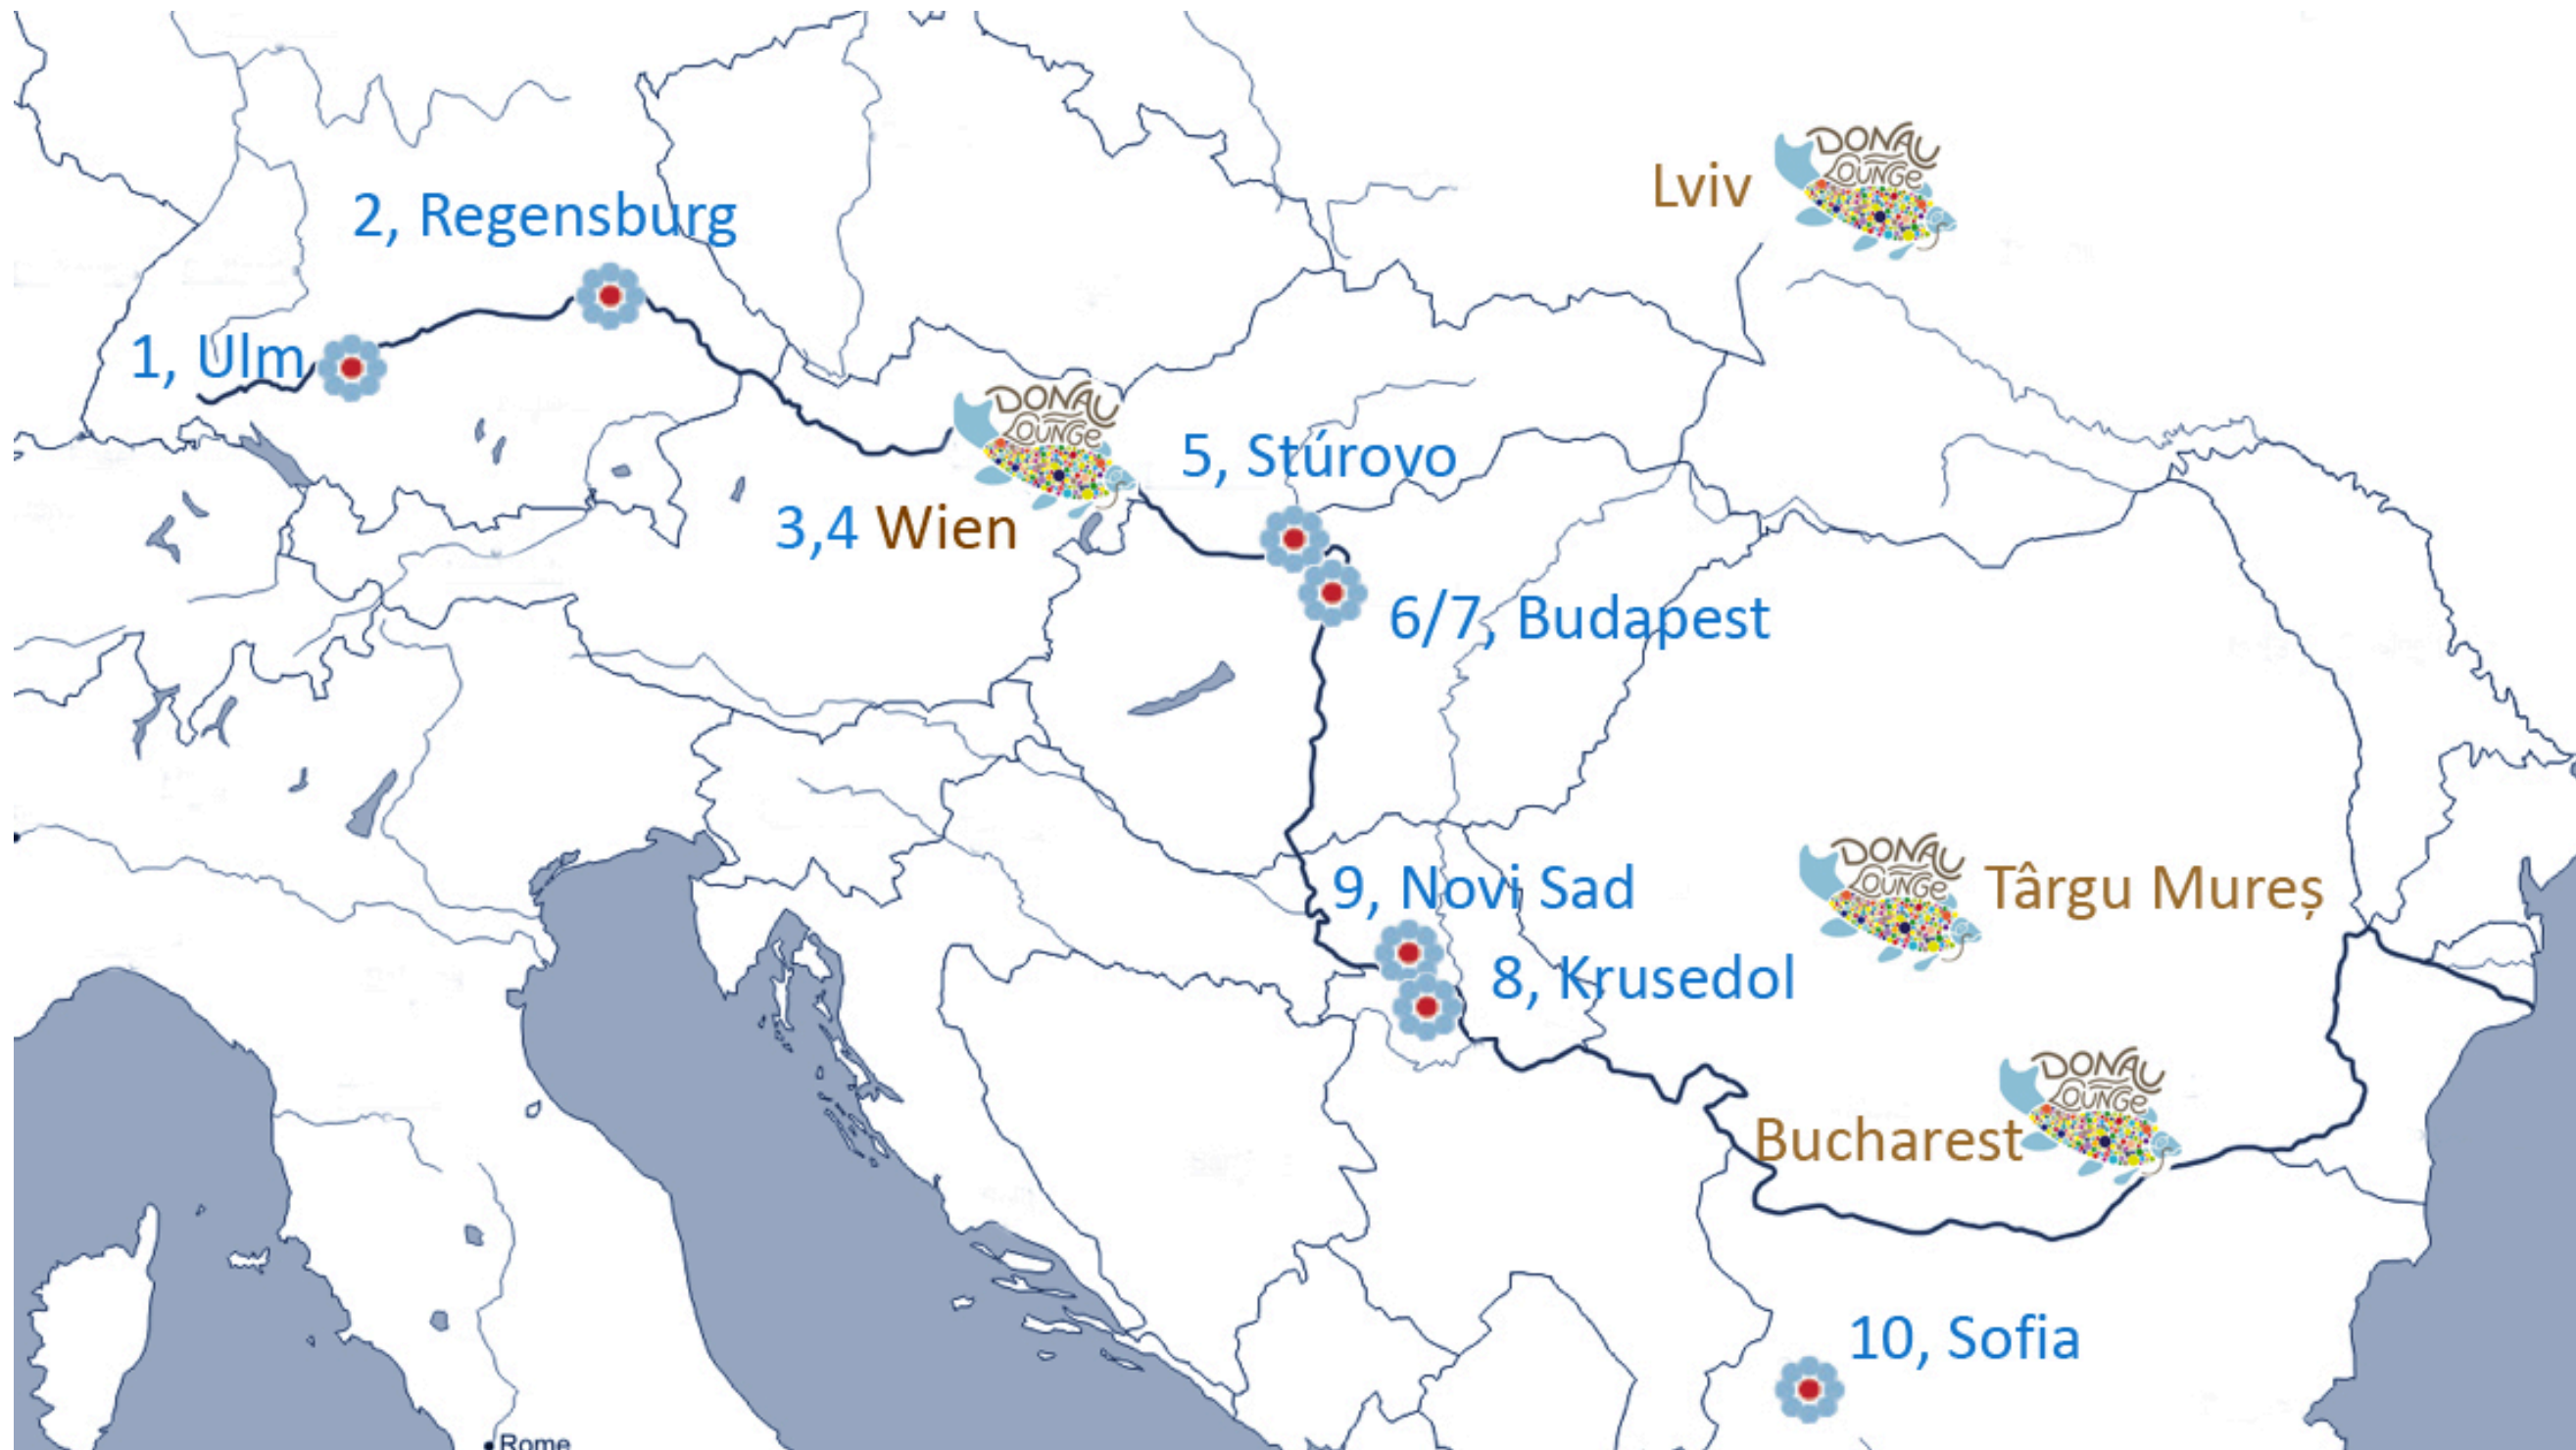 DONAU
LOUNGE
Lviv
2, Regensburg
1, Ulm
DONAU
LOUNGE
5, Stúrovo
3,4 Wien
6/7, Budapest
9, Novi Sad
DONAU
LOUNGE
Târgu Mureș
8, Krusedol
DONAU
LOUNGE
Bucharest
10, Sofia
Rome